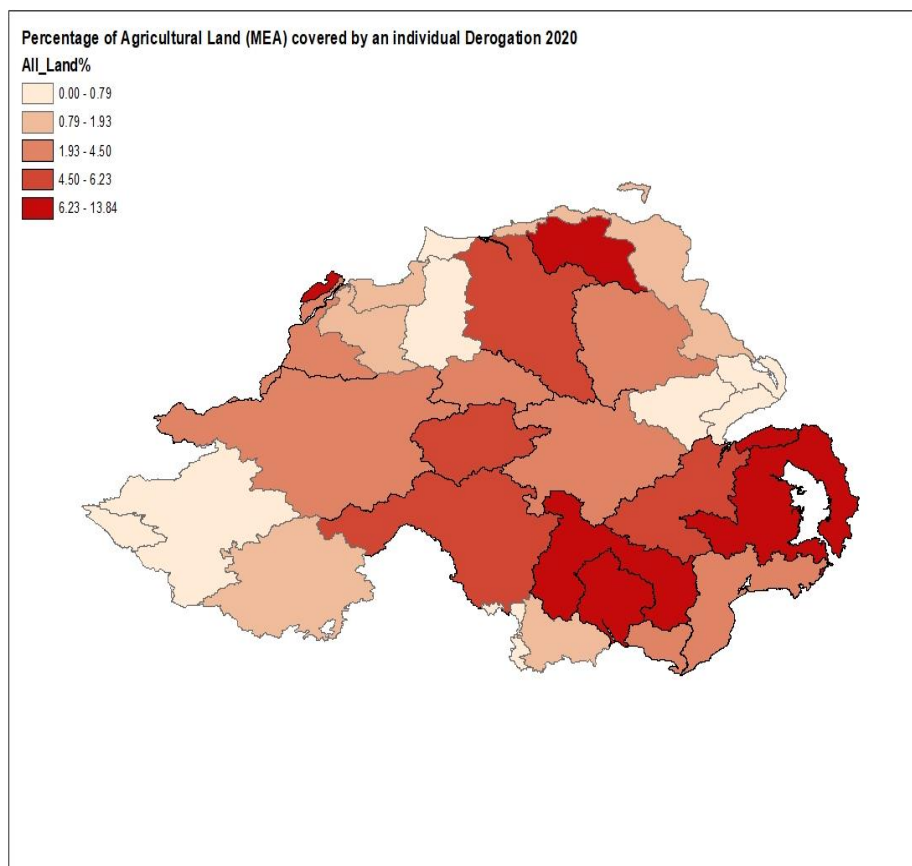 Percentage of Agricultural Land (MEA) covered by an individual Derogation 2020
All_Land%
0.00 - 0.79
0.79 - 1.93
1.93 - 4.50
4.50 - 6.23
6.23 - 13.84